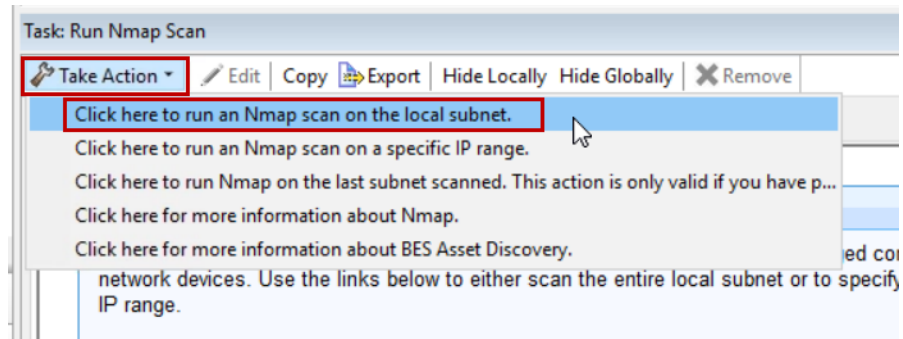 Task: Run Nmap Scan
Take Action Edit Copy Export Hide Locally Hide Globally Remove
Click here to run an Nmap scan on the local subnet.
Click here to run an Nmap scan on a specific IP range.
Click here to run Nmap on the last subnet scanned. This action is only valid if you have p...
Click here for more information about Nmap.
Click here for more information about BES Asset Discovery.
network devices. Use the links below to either scan the entire local subnet or to specify
IP range.